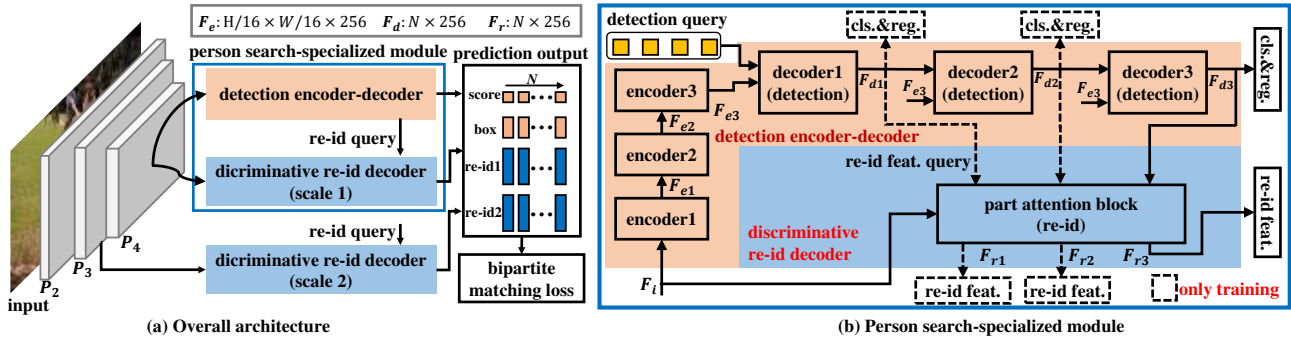 F_e: H/16 × W/16 × 256 F_d: N × 256 F_r: N × 256
person search-specialized module
prediction output
detection encoder-decoder
re-id query
dicriminative re-id decoder
(scale 1)
re-id query
dicriminative re-id decoder
(scale 2)
N
score
box
re-id1
re-id2
bipartite
matching loss
P_4
P_3
P_2
input
(a) Overall architecture
detection query
cls.&reg.
cls.&reg.
decoder1
(detection)
F_d1
decoder2
(detection)
F_d2
decoder3
(detection)
F_d3
cls.&reg.
F_e3
F_e3
encoder3
F_e3
F_e2
detection encoder-decoder
encoder2
re-id feat. query
F_e1
encoder1
part attention block
(re-id)
re-id feat.
discriminative
re-id decoder
F_r1
F_r2
F_r3
F_i
re-id feat.
re-id feat.
only training
(b) Person search-specialized module